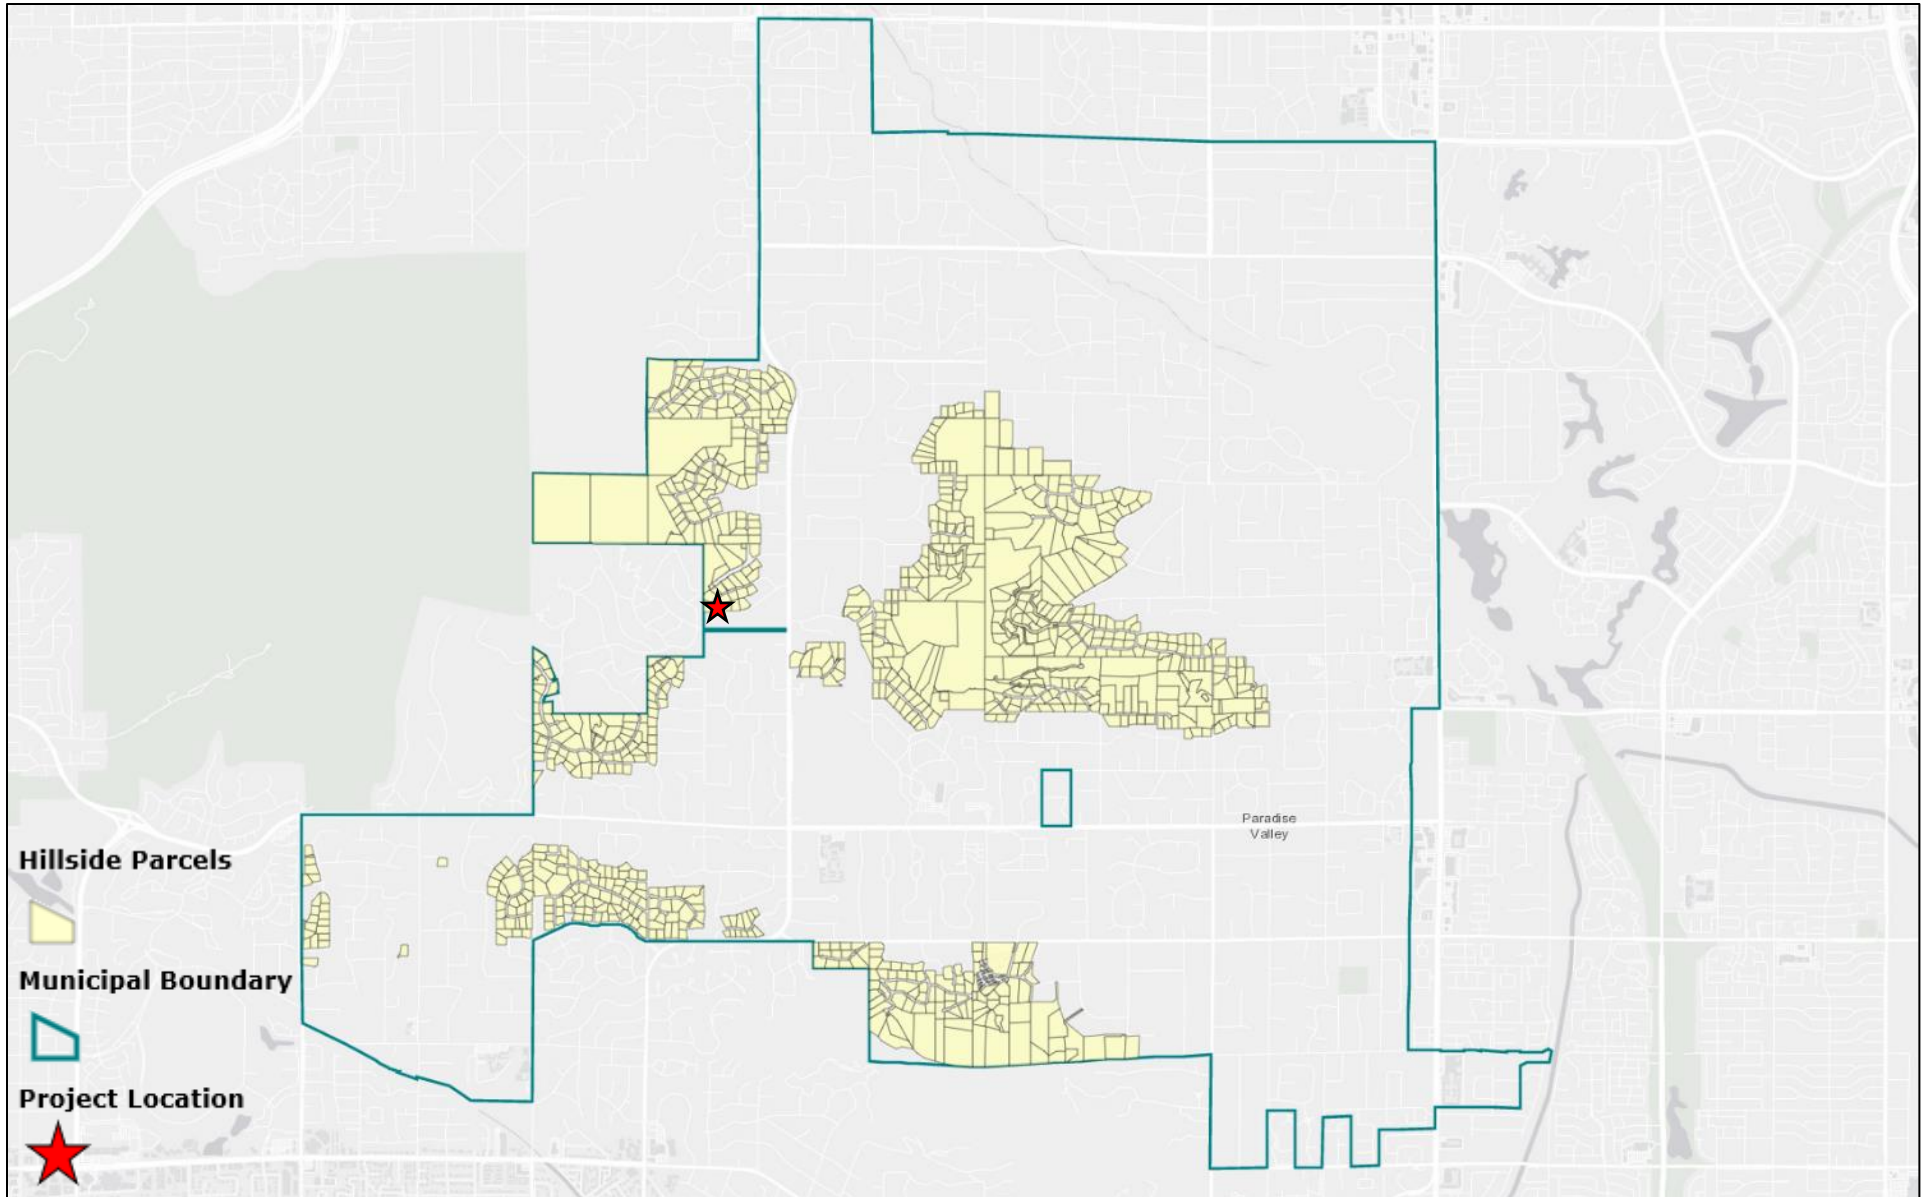 Paradise
Valley
Hillside Parcels
Municipal Boundary
Project Location